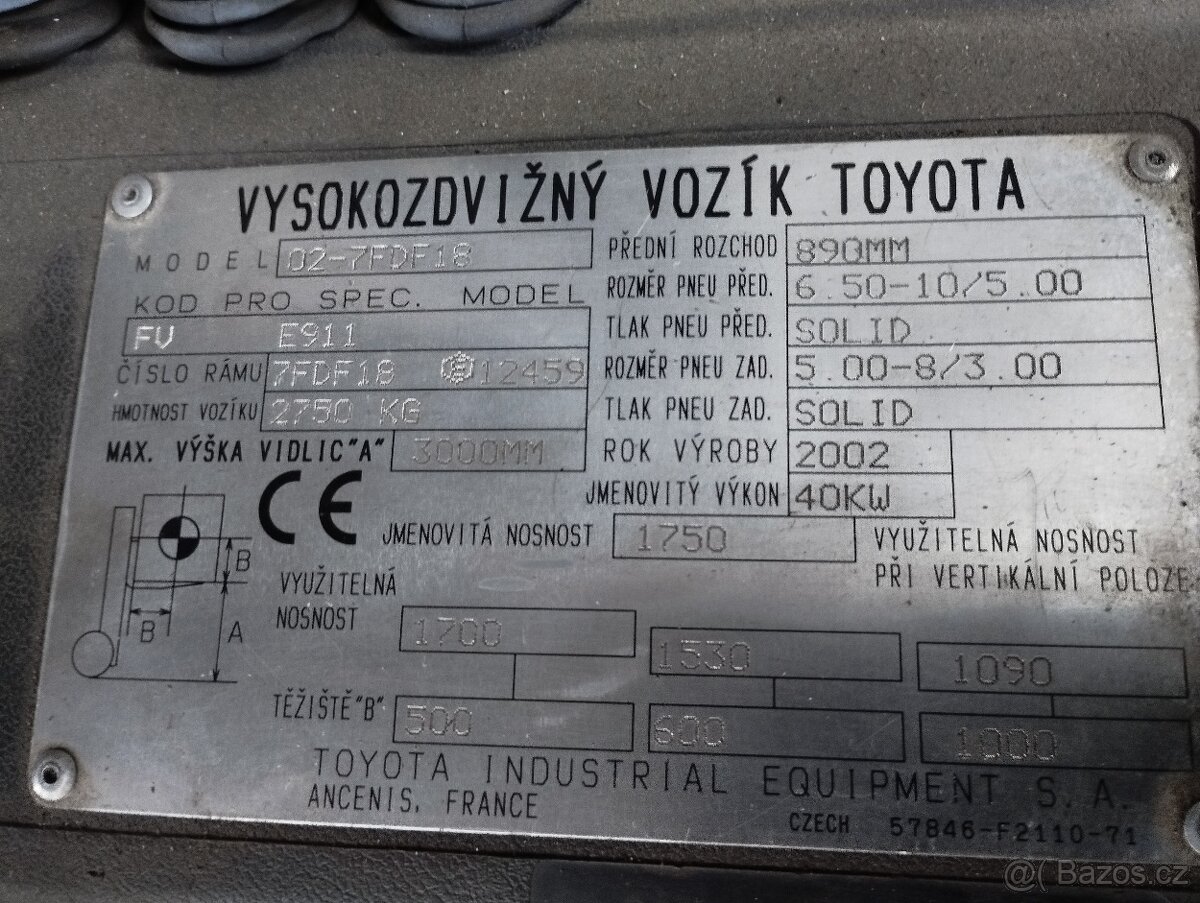 VYSOKOZDVIŽNÝ VOZÍK TOYOTA
MODEL 02-7FDF18
KOD PRO SPEC. MODEL
FV E911
ČÍSLO RÁMU 7FDF18 12459
HMOTNOST VOZÍKU 2750 KG
MAX. VÝŠKA VIDLIC"A" 3000MM
PŘEDNÍ ROZCHOD 890MM
ROZMĚR PNEU PŘED. 6.50-10/5.00
TLAK PNEU PŘED. SOLID
ROZMĚR PNEU ZAD. 5.00-8/3.00
TLAK PNEU ZAD. SOLID
ROK VÝROBY 2002
JMENOVITÝ VÝKON 40KW
CE
JMENOVITÁ NOSNOST 1750
VYUŽITELNÁ NOSNOST
PŘI VERTIKÁLNÍ POLOZE
B
B
A
VYUŽITELNÁ
NOSNOST
1700 1530 1090
TĚŽIŠTĚ"B" 500 600 1000
TOYOTA INDUSTRIAL EQUIPMENT S.A.
ANCENIS, FRANCE
CZECH 57846-F2110-71
@( Bazos.cz